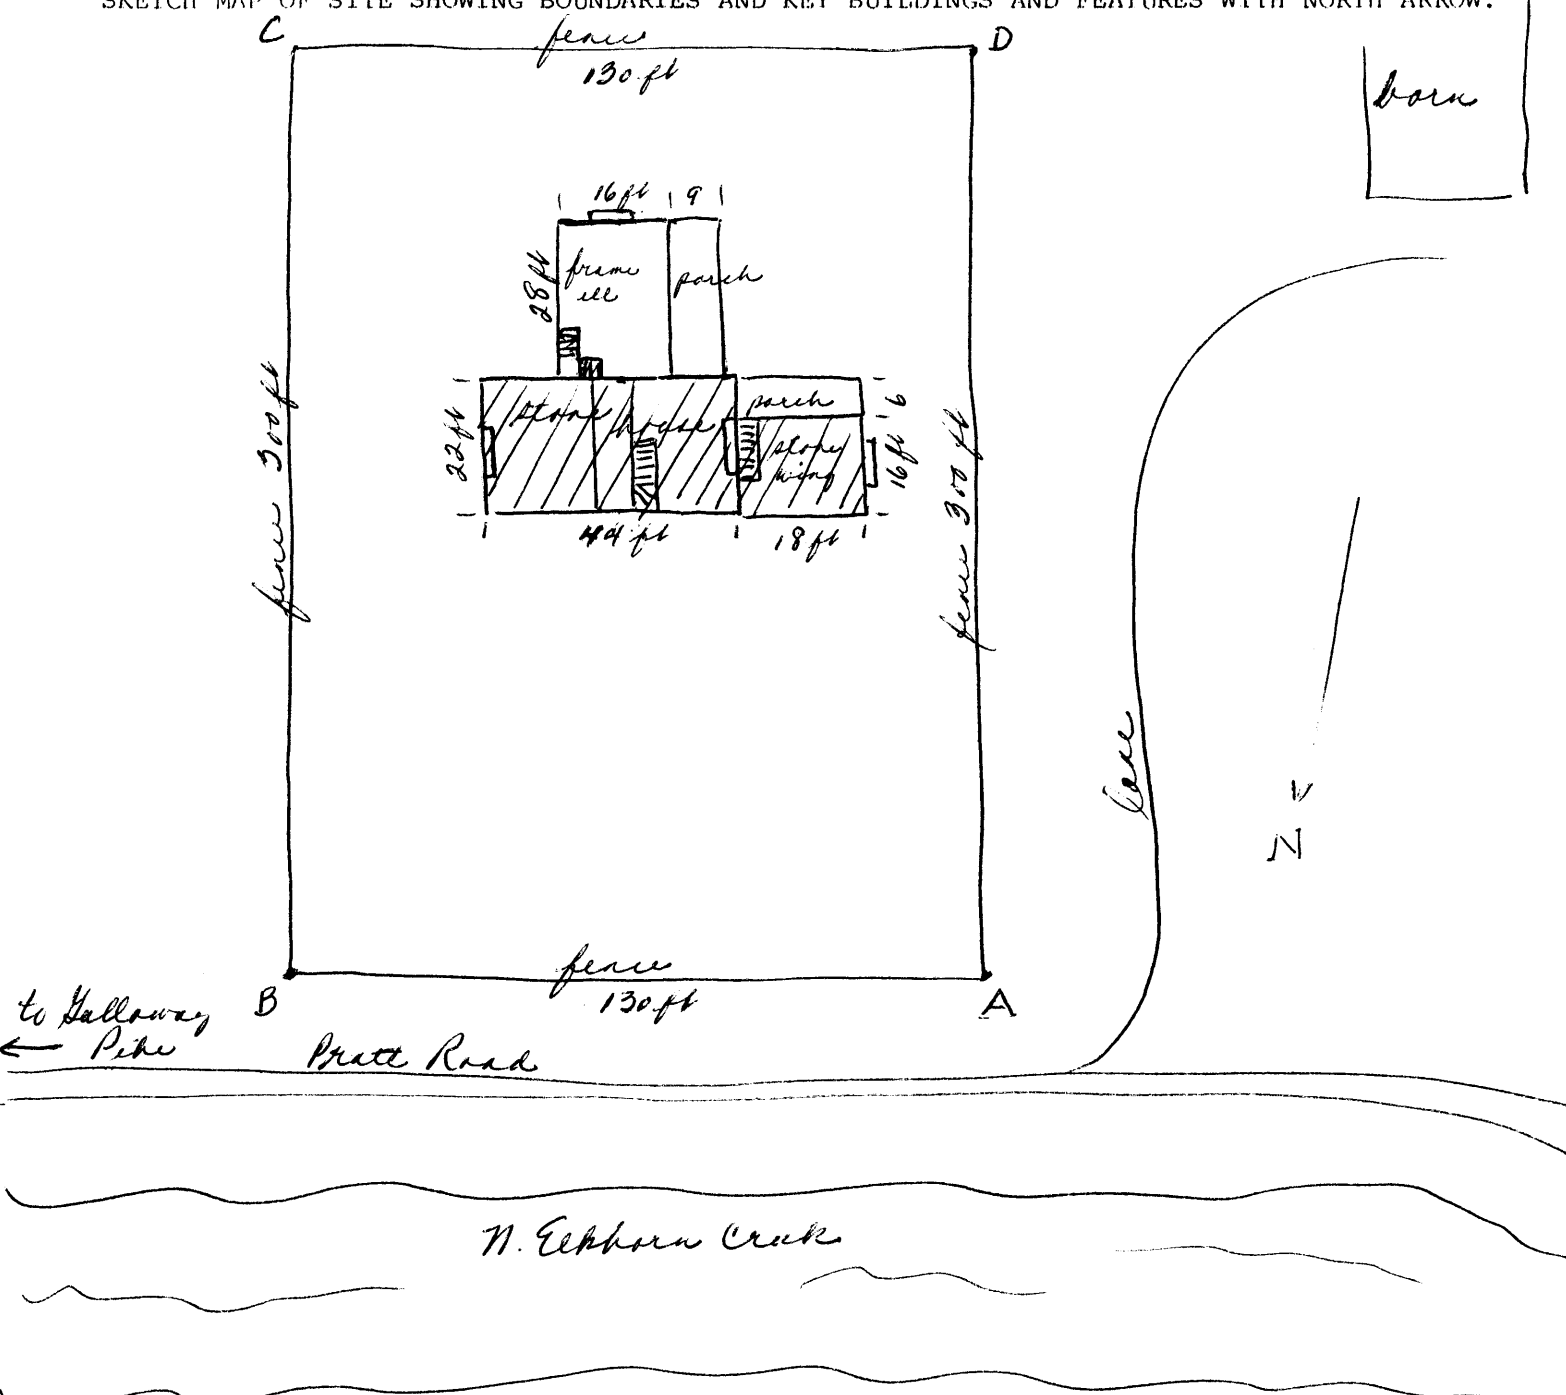 SKETCH MAP OF SITE SHOWING BOUNDARIES AND KEY BUILDINGS AND FEATURES WITH NORTH ARROW.
C
fence
D
130 ft
barn
16 ft
9
28 ft
frame
ell
porch
fence 300 ft
22 ft
stone house
porch
6
stone
wing
16 ft
fence 300 ft
44 ft
18 ft
lane
N
fence
B
130 ft
A
to Galloway
← Pike
Pratt Road
N. Elkhorn Creek